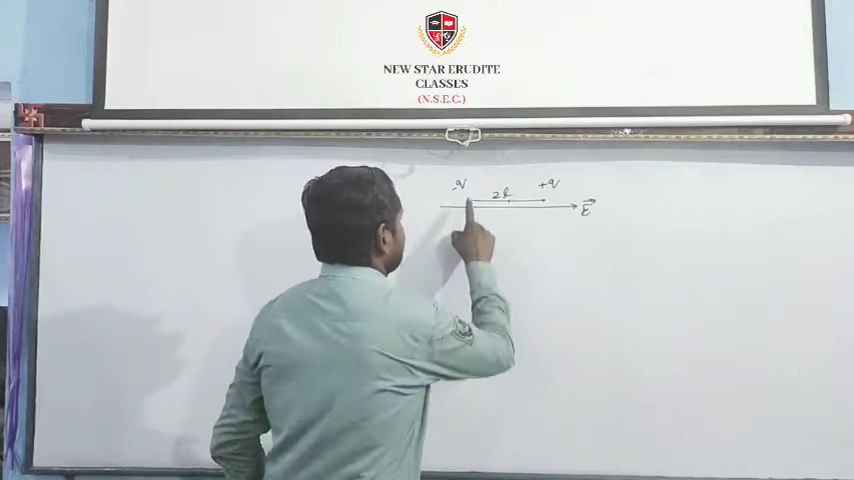 NEW STAR ERUDITE
CLASSES
(N.S.E.C.)
-q +q
2l
E